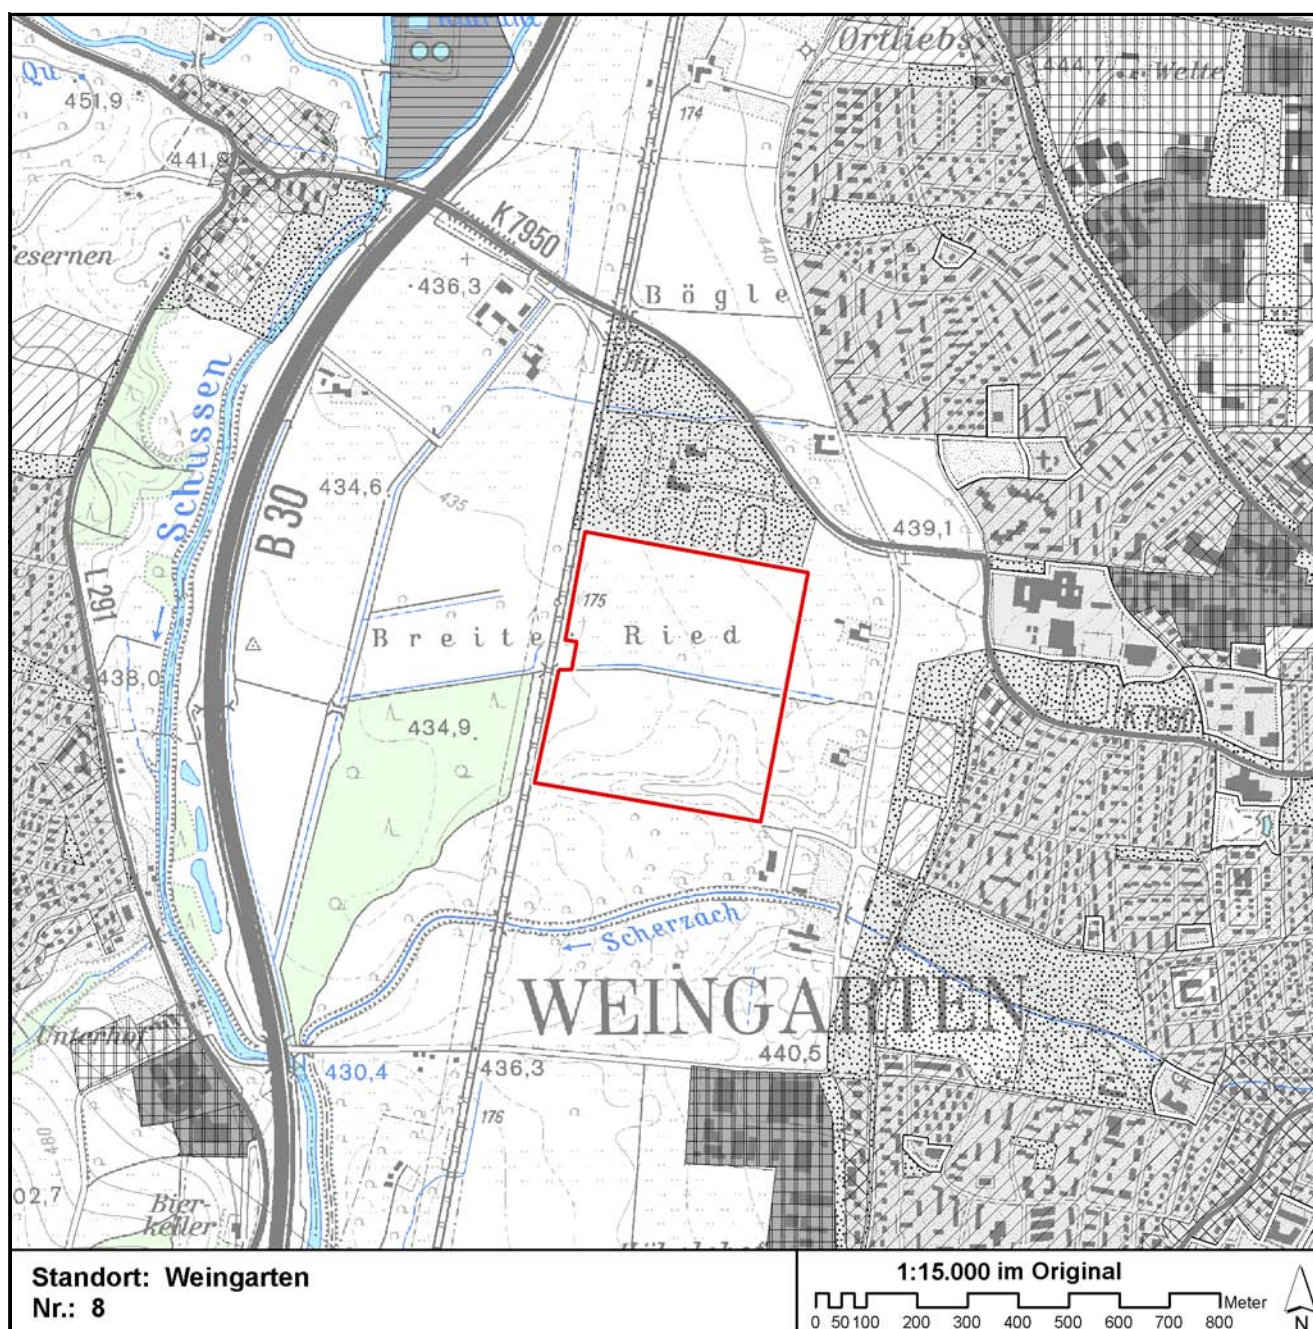 Ortliebs
Qu
451,9
444,7
Welte
174
441,
K 7950
440
esernen
436,3
Bögle
Schussen
434,6
435
B 30
439,1
L 291
175
Breite Ried
438,0
434,9
K 7950
Scherzach
WEINGARTEN
Unterhof
440,5
430,4
436,3
480
176
02,7
Bier-
keller
Standort: Weingarten
Nr.: 8
1:15.000 im Original
Meter
0 50 100 200 300 400 500 600 700 800
N